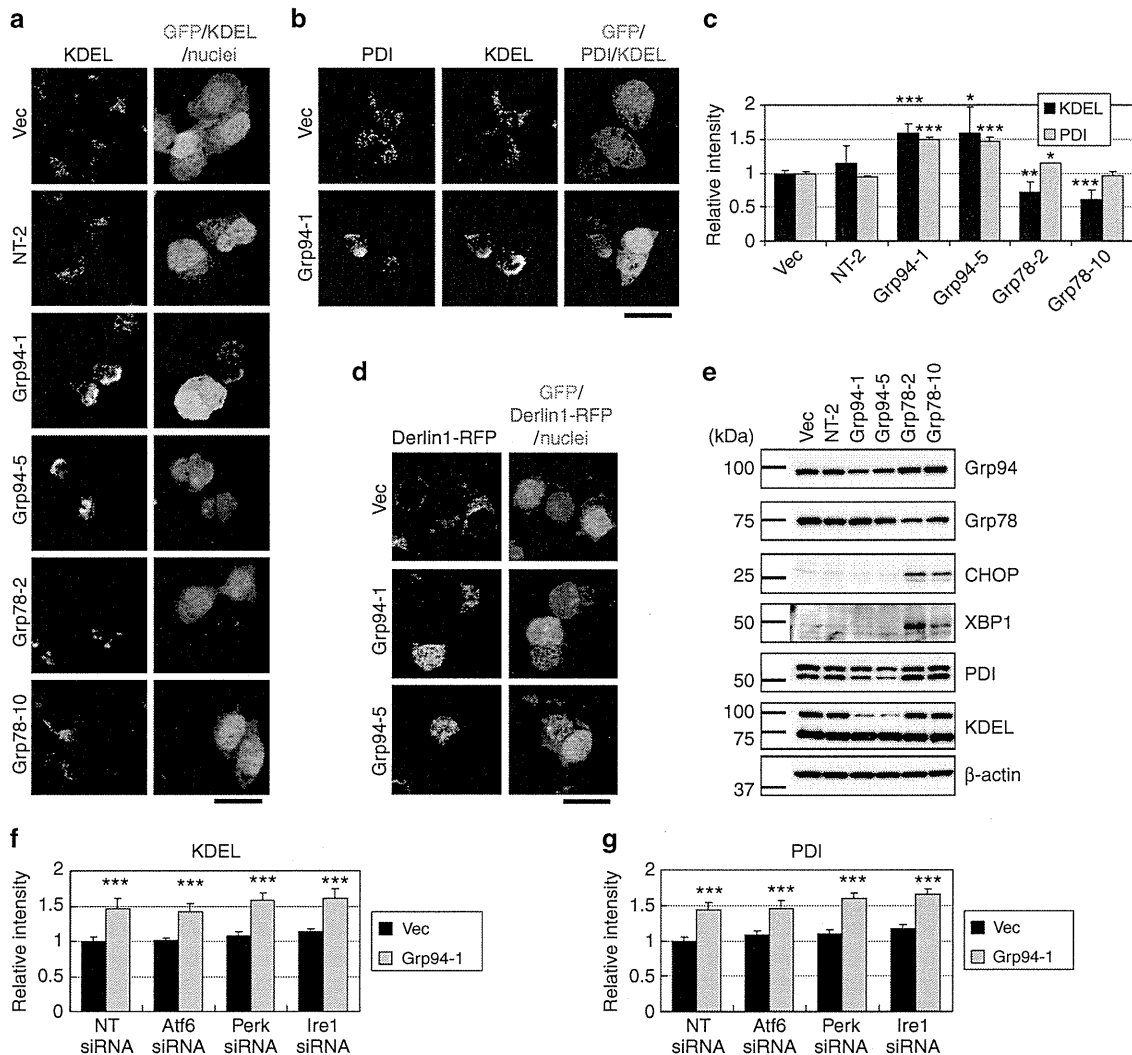 a
KDEL
GFP/KDEL
/nuclei
Vec
NT-2
Grp94-1
Grp94-5
Grp78-2
Grp78-10
b
PDI
KDEL
GFP/
PDI/KDEL
Vec
Grp94-1
c
Relative intensity
2
1.5
1
0.5
0
***
***
*
***
**
*
***
KDEL
PDI
Vec
NT-2
Grp94-1
Grp94-5
Grp78-2
Grp78-10
d
Derlin1-RFP
GFP/
Derlin1-RFP
/nuclei
Vec
Grp94-1
Grp94-5
e
Vec
NT-2
Grp94-1
Grp94-5
Grp78-2
Grp78-10
(kDa)
100
Grp94
75
Grp78
25
CHOP
50
XBP1
50
PDI
100
75
KDEL
37
β-actin
f
KDEL
Relative intensity
2
1.5
1
0.5
0
***
***
***
***
Vec
Grp94-1
NT
siRNA
Atf6
siRNA
Perk
siRNA
Ire1
siRNA
g
PDI
Relative intensity
2
1.5
1
0.5
0
***
***
***
***
Vec
Grp94-1
NT
siRNA
Atf6
siRNA
Perk
siRNA
Ire1
siRNA